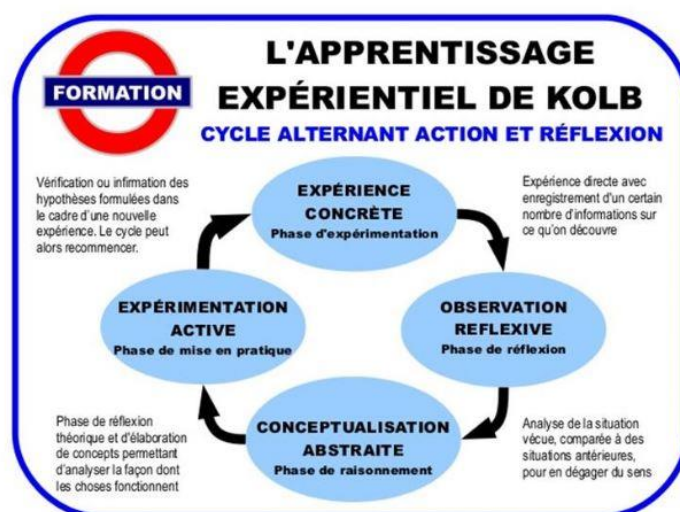 FORMATION
L'APPRENTISSAGE
EXPÉRIENTIEL DE KOLB
CYCLE ALTERNANT ACTION ET RÉFLEXION
Vérification ou infirmation des
hypothèses formulées dans
le cadre d'une nouvelle
expérience. Le cycle peut
alors recommencer.
EXPÉRIENCE
CONCRÈTE
Phase d'expérimentation
Expérience directe avec
enregistrement d'un certain
nombre d'informations sur
ce qu'on découvre
EXPÉRIMENTATION
ACTIVE
Phase de mise en pratique
OBSERVATION
REFLEXIVE
Phase de réflexion
Phase de réflexion
théorique et d'élaboration
de concepts permettant
d'analyser la façon dont
les choses fonctionnent
CONCEPTUALISATION
ABSTRAITE
Phase de raisonnement
Analyse de la situation
vécue, comparée à des
situations antérieures,
pour en dégager du sens